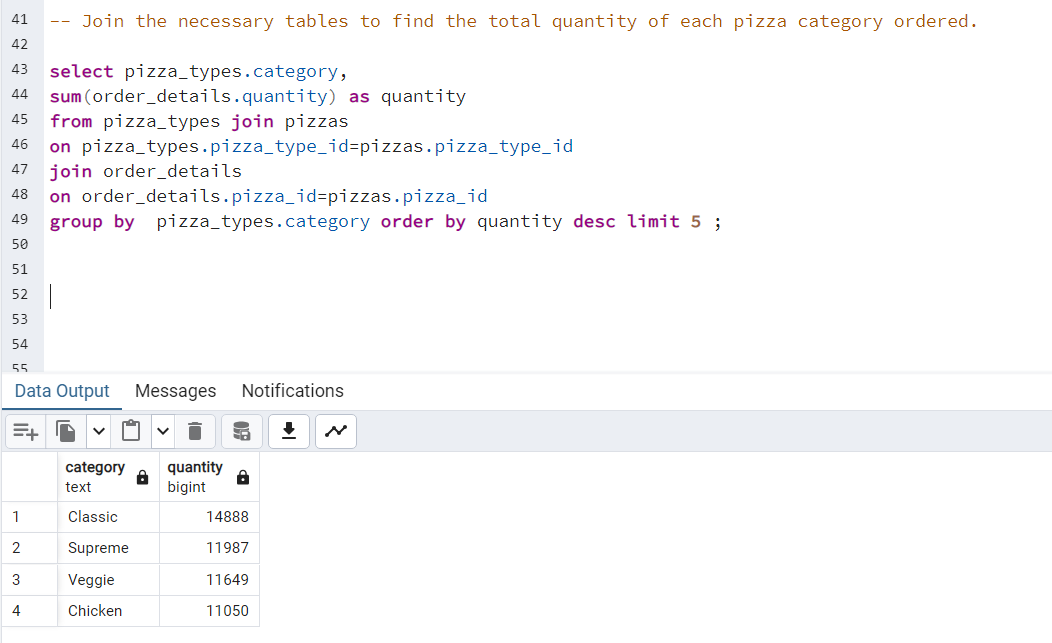 41 -- Join the necessary tables to find the total quantity of each pizza category ordered.
42
43 select pizza_types.category,
44 sum(order_details.quantity) as quantity
45 from pizza_types join pizzas
46 on pizza_types.pizza_type_id=pizzas.pizza_type_id
47 join order_details
48 on order_details.pizza_id=pizzas.pizza_id
49 group by  pizza_types.category order by quantity desc limit 5 ;
50
51
52
53
54
55
Data Output Messages Notifications
category quantity
text bigint
1 Classic 14888
2 Supreme 11987
3 Veggie 11649
4 Chicken 11050